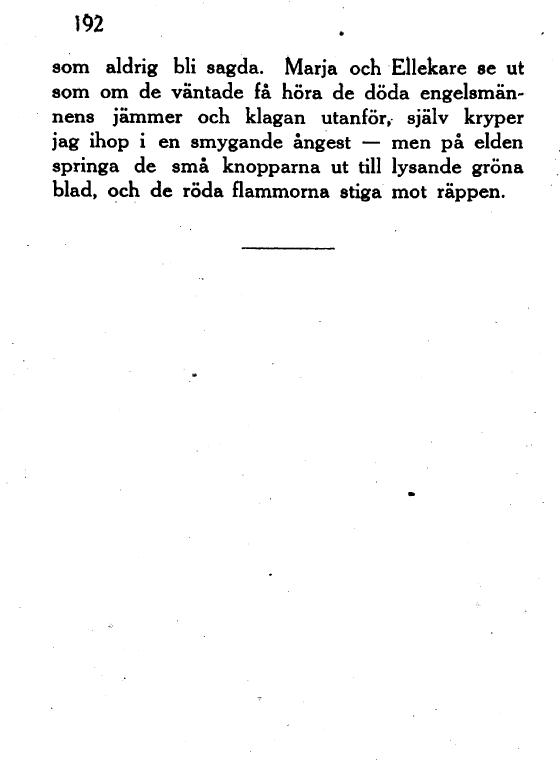 192
som aldrig bli sagda. Marja och Ellekare se ut
som om de väntade få höra de döda engelsmän-
nens jämmer och klagan utanför, själv kryper
jag ihop i en smygande ångest — men på elden
springa de små knopparna ut till lysande gröna
blad, och de röda flammorna stiga mot räppen.